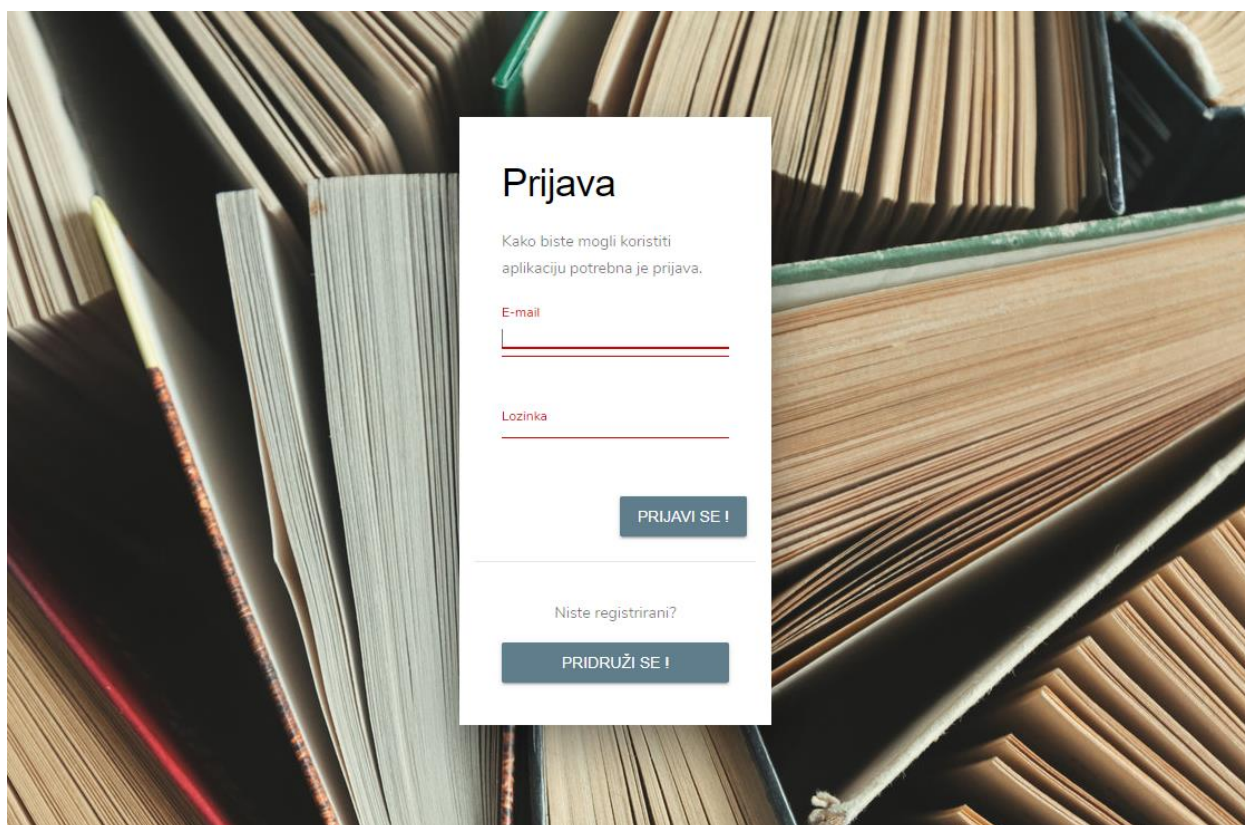 Prijava
Kako biste mogli koristiti
aplikaciju potrebna je prijava.
E-mail
Lozinka
PRIJAVI SE !
Niste registrirani?
PRIDRUŽI SE !